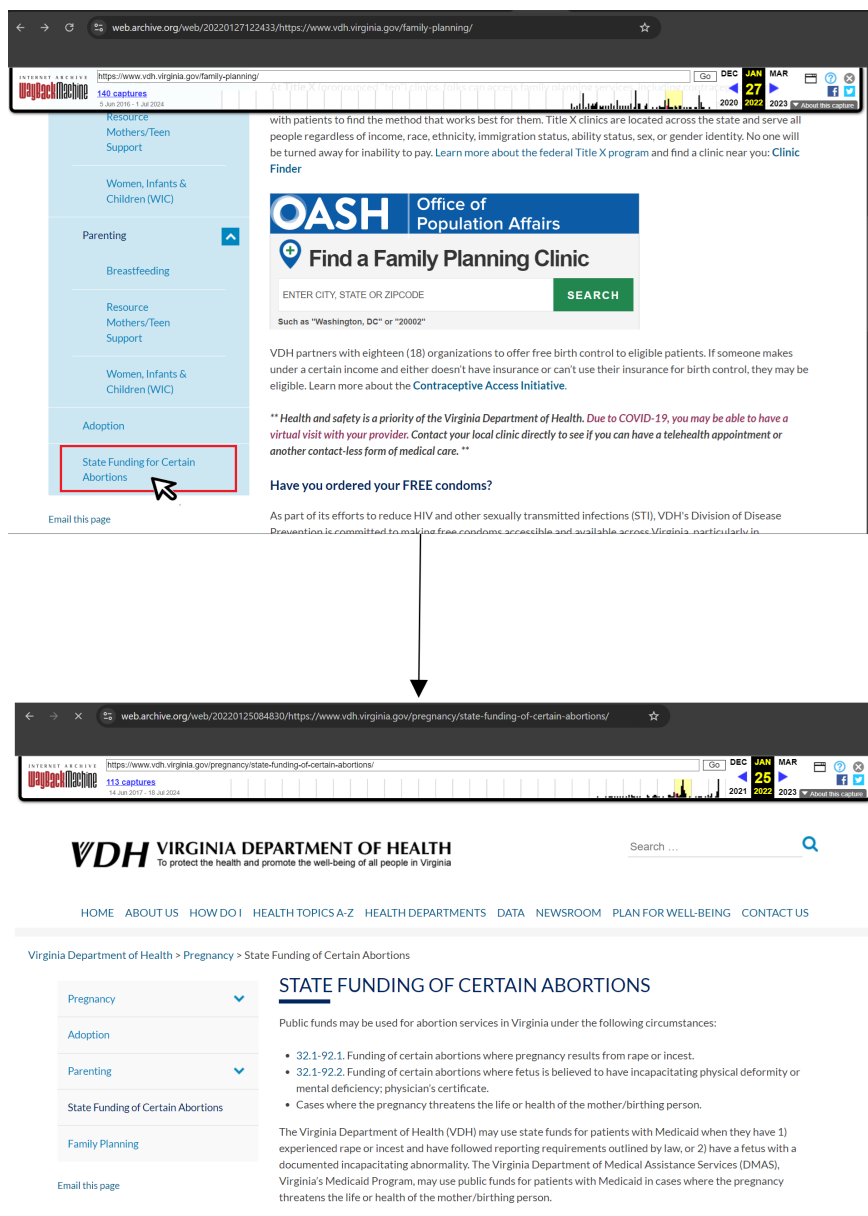 web.archive.org/web/20220127122433/https://www.vdh.virginia.gov/family-planning/
INTERNET ARCHIVE
WayBackMachine
https://www.vdh.virginia.gov/family-planning/
Go
DEC JAN MAR
140 captures
27
5 Jun 2016 - 1 Jul 2024
2020 2022 2023
About this capture
Resource
Mothers/Teen
Support
Women, Infants &
Children (WIC)
Parenting
Breastfeeding
Resource
Mothers/Teen
Support
Women, Infants &
Children (WIC)
Adoption
State Funding for Certain
Abortions
Email this page
with patients to find the method that works best for them. Title X clinics are located across the state and serve all
people regardless of income, race, ethnicity, immigration status, ability status, sex, or gender identity. No one will
be turned away for inability to pay. Learn more about the federal Title X program and find a clinic near you: Clinic
Finder
OASH Office of
Population Affairs
Find a Family Planning Clinic
ENTER CITY, STATE OR ZIPCODE
SEARCH
Such as "Washington, DC" or "20002"
VDH partners with eighteen (18) organizations to offer free birth control to eligible patients. If someone makes
under a certain income and either doesn't have insurance or can't use their insurance for birth control, they may be
eligible. Learn more about the Contraceptive Access Initiative.
** Health and safety is a priority of the Virginia Department of Health. Due to COVID-19, you may be able to have a
virtual visit with your provider. Contact your local clinic directly to see if you can have a telehealth appointment or
another contact-less form of medical care. **
Have you ordered your FREE condoms?
As part of its efforts to reduce HIV and other sexually transmitted infections (STI), VDH's Division of Disease
Prevention is committed to making free condoms accessible and available across Virginia, particularly in
web.archive.org/web/20220125084830/https://www.vdh.virginia.gov/pregnancy/state-funding-of-certain-abortions/
INTERNET ARCHIVE
WayBackMachine
https://www.vdh.virginia.gov/pregnancy/state-funding-of-certain-abortions/
Go
DEC JAN MAR
113 captures
25
14 Jun 2017 - 18 Jul 2024
2021 2022 2023
About this capture
VDH VIRGINIA DEPARTMENT OF HEALTH
To protect the health and promote the well-being of all people in Virginia
Search ...
HOME ABOUT US HOW DO I HEALTH TOPICS A-Z HEALTH DEPARTMENTS DATA NEWSROOM PLAN FOR WELL-BEING CONTACT US
Virginia Department of Health > Pregnancy > State Funding of Certain Abortions
Pregnancy
Adoption
Parenting
State Funding of Certain Abortions
Family Planning
Email this page
STATE FUNDING OF CERTAIN ABORTIONS
Public funds may be used for abortion services in Virginia under the following circumstances:
• 32.1-92.1. Funding of certain abortions where pregnancy results from rape or incest.
• 32.1-92.2. Funding of certain abortions where fetus is believed to have incapacitating physical deformity or
mental deficiency; physician's certificate.
• Cases where the pregnancy threatens the life or health of the mother/birthing person.
The Virginia Department of Health (VDH) may use state funds for patients with Medicaid when they have 1)
experienced rape or incest and have followed reporting requirements outlined by law, or 2) have a fetus with a
documented incapacitating abnormality. The Virginia Department of Medical Assistance Services (DMAS),
Virginia's Medicaid Program, may use public funds for patients with Medicaid in cases where the pregnancy
threatens the life or health of the mother/birthing person.